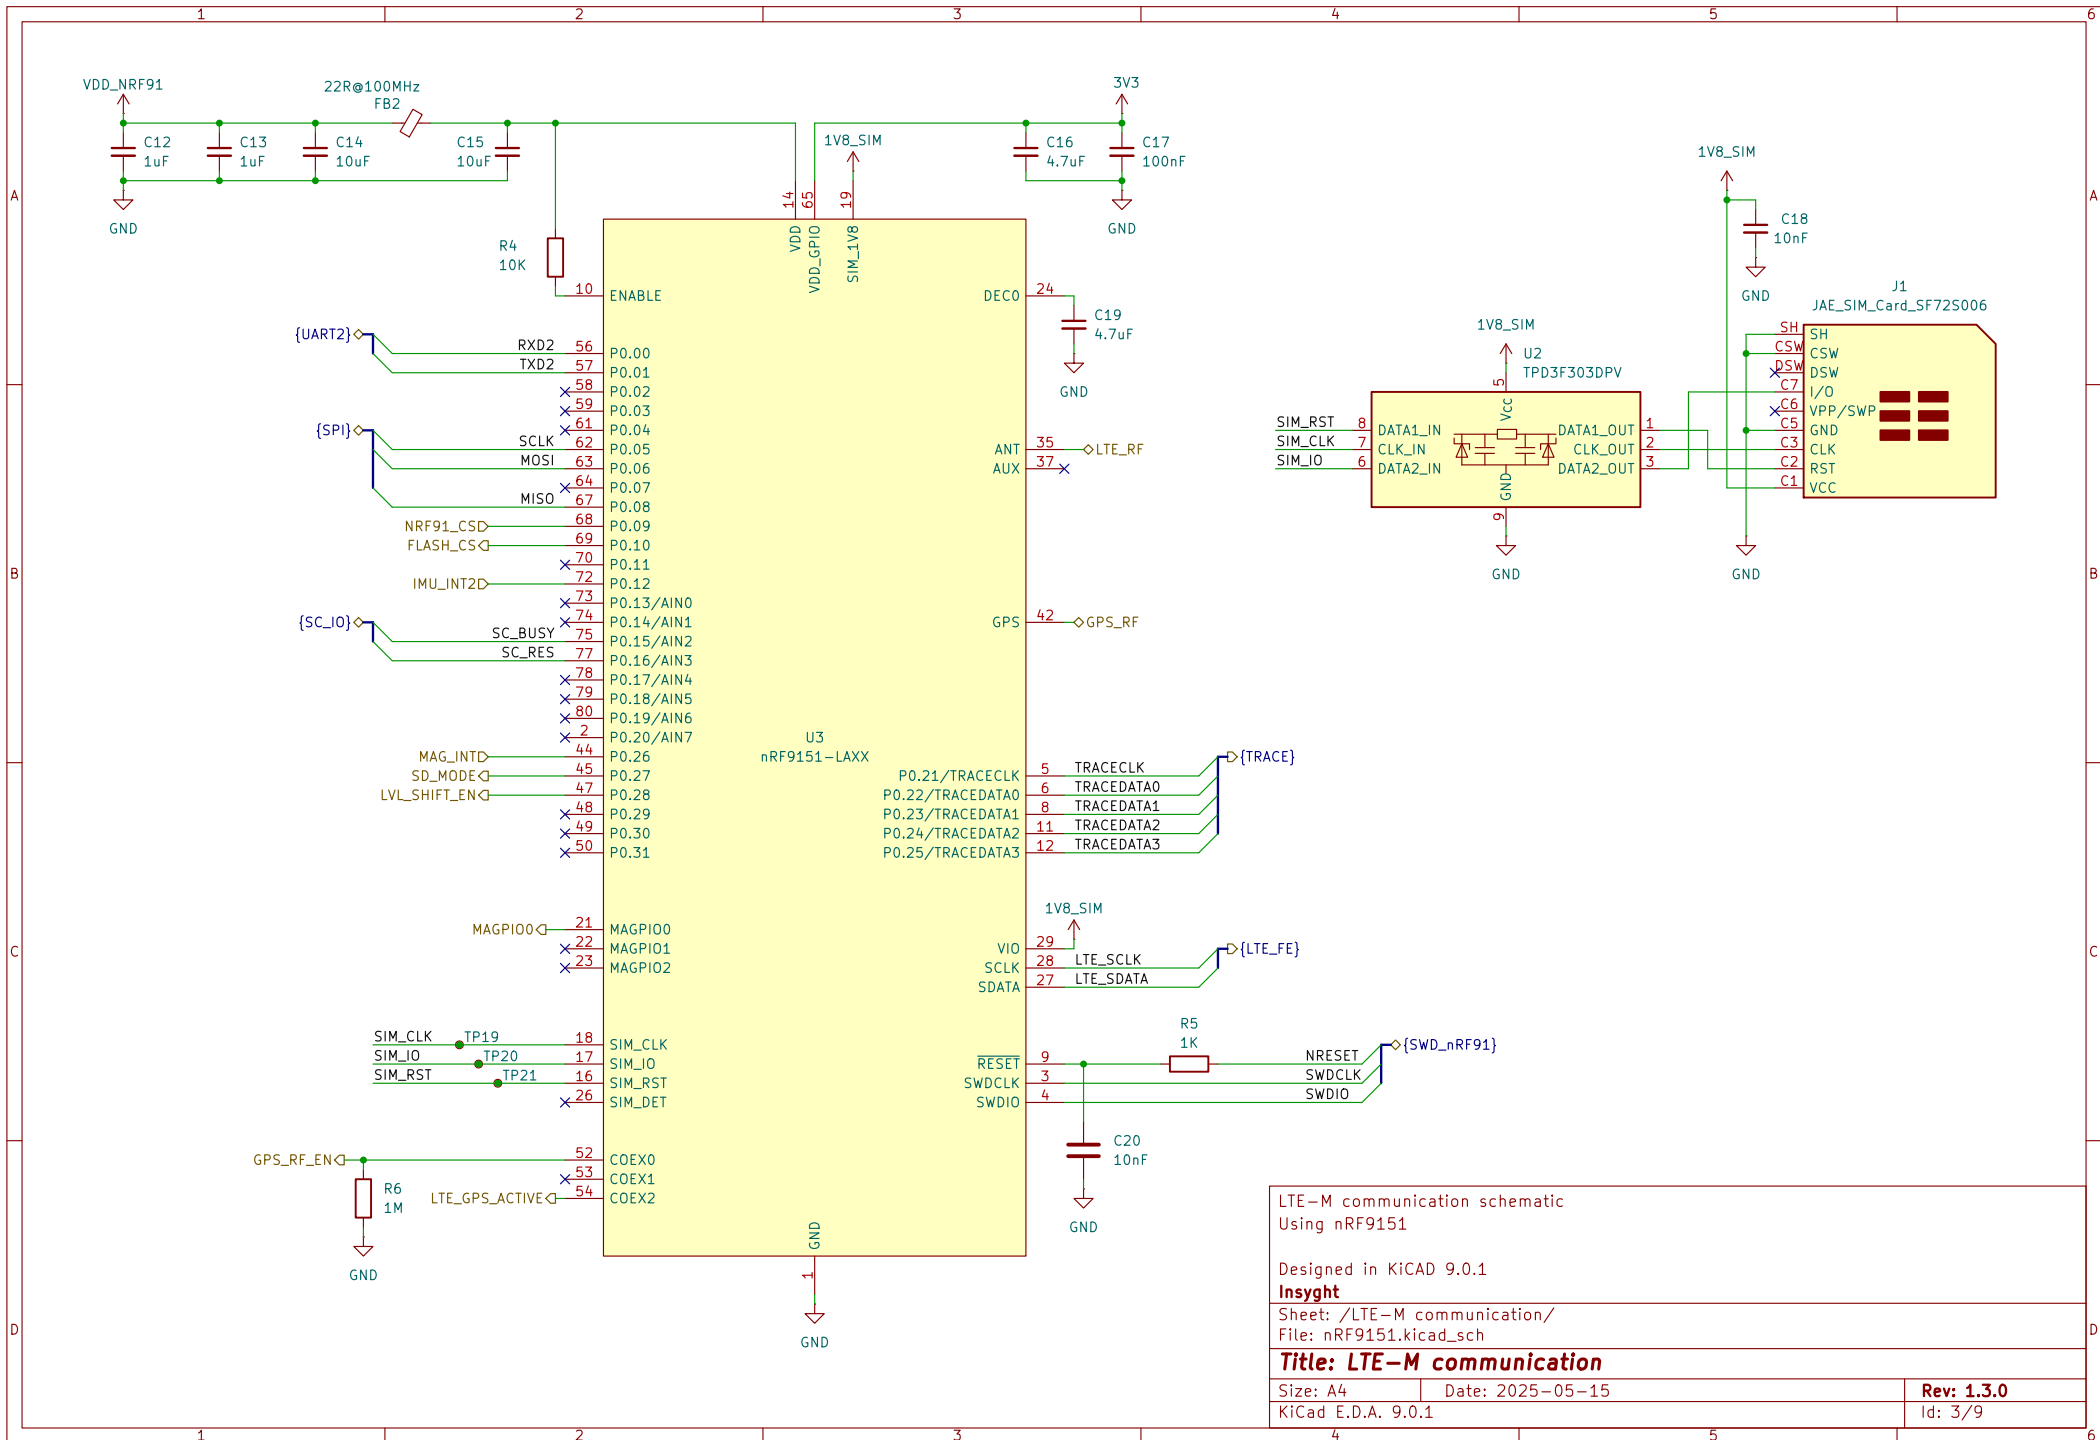 1 2 3 4 5 6
A
B
C
D
VDD_NRF91
22R@100MHz
FB2
C12
1uF
C13
1uF
C14
10uF
C15
10uF
GND
R4
10K
1V8_SIM
3V3
C16
4.7uF
C17
100nF
GND
14 65 19
VDD VDD_GPIO SIM_1V8
10 ENABLE
{UART2}
RXD2 56 P0.00
TXD2 57 P0.01
58 P0.02
59 P0.03
{SPI}
61 P0.04
SCLK 62 P0.05
MOSI 63 P0.06
64 P0.07
MISO 67 P0.08
NRF91_CS 68 P0.09
FLASH_CS 69 P0.10
70 P0.11
IMU_INT2 72 P0.12
73 P0.13/AIN0
{SC_IO}
74 P0.14/AIN1
SC_BUSY 75 P0.15/AIN2
SC_RES 77 P0.16/AIN3
78 P0.17/AIN4
79 P0.18/AIN5
80 P0.19/AIN6
2 P0.20/AIN7
MAG_INT 44 P0.26
SD_MODE 45 P0.27
LVL_SHIFT_EN 47 P0.28
48 P0.29
49 P0.30
50 P0.31
MAGPIO0 21 MAGPIO0
22 MAGPIO1
23 MAGPIO2
SIM_CLK TP19 18 SIM_CLK
SIM_IO TP20 17 SIM_IO
SIM_RST TP21 16 SIM_RST
26 SIM_DET
GPS_RF_EN 52 COEX0
53 COEX1
LTE_GPS_ACTIVE 54 COEX2
R6
1M
GND
U3
nRF9151-LAXX
GND
1
GND
DEC0 24
C19
4.7uF
GND
ANT 35 LTE_RF
AUX 37
GPS 42 GPS_RF
{TRACE}
P0.21/TRACECLK 5 TRACECLK
P0.22/TRACEDATA0 6 TRACEDATA0
P0.23/TRACEDATA1 8 TRACEDATA1
P0.24/TRACEDATA2 11 TRACEDATA2
P0.25/TRACEDATA3 12 TRACEDATA3
1V8_SIM
{LTE_FE}
VIO 29
SCLK 28 LTE_SCLK
SDATA 27 LTE_SDATA
R5
1K
{SWD_nRF91}
RESET 9 NRESET
SWDCLK 3 SWDCLK
SWDIO 4 SWDIO
C20
10nF
GND
1V8_SIM
U2
TPD3F303DPV
5
Vcc
SIM_RST 8 DATA1_IN DATA1_OUT 1
SIM_CLK 7 CLK_IN CLK_OUT 2
SIM_IO 6 DATA2_IN DATA2_OUT 3
GND
9
GND
1V8_SIM
C18
10nF
GND
J1
JAE_SIM_Card_SF72S006
SH SH
CSW CSW
DSW DSW
C7 I/O
C6 VPP/SWP
C5 GND
C3 CLK
C2 RST
C1 VCC
GND
LTE-M communication schematic
Using nRF9151
Designed in KiCAD 9.0.1
Insyght
Sheet: /LTE-M communication/
File: nRF9151.kicad_sch
Title: LTE-M communication
Size: A4 Date: 2025-05-15 Rev: 1.3.0
KiCad E.D.A. 9.0.1 Id: 3/9
A
B
C
D
1 2 3 4 5 6